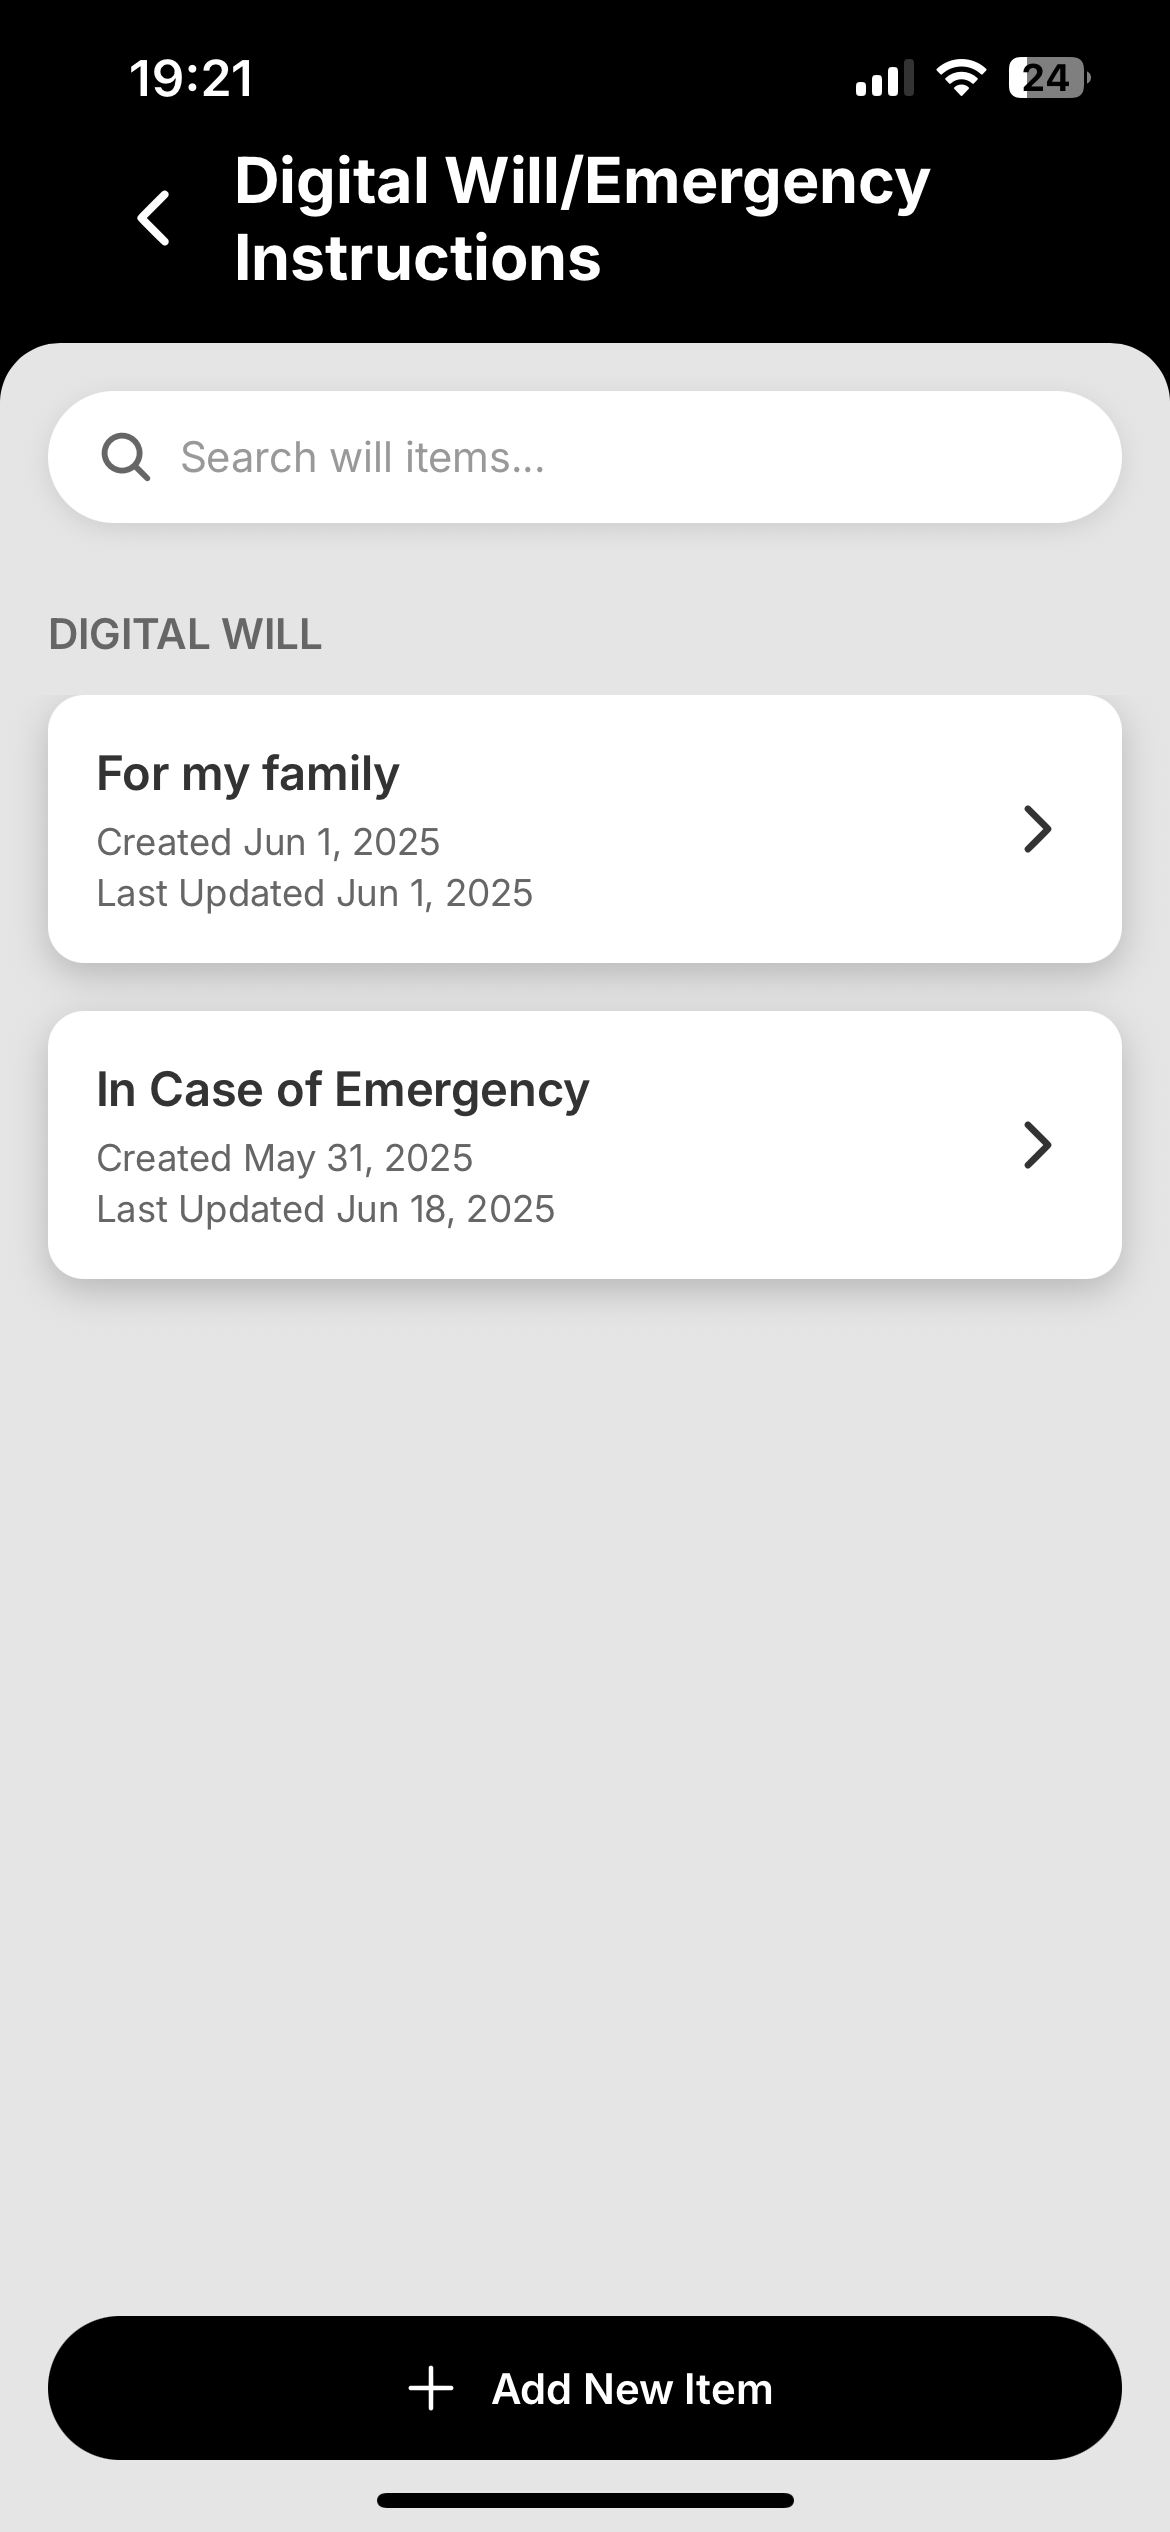 19:21
24
Digital Will/Emergency
Instructions
Search will items...
DIGITAL WILL
For my family
Created Jun 1, 2025
Last Updated Jun 1, 2025
In Case of Emergency
Created May 31, 2025
Last Updated Jun 18, 2025
Add New Item